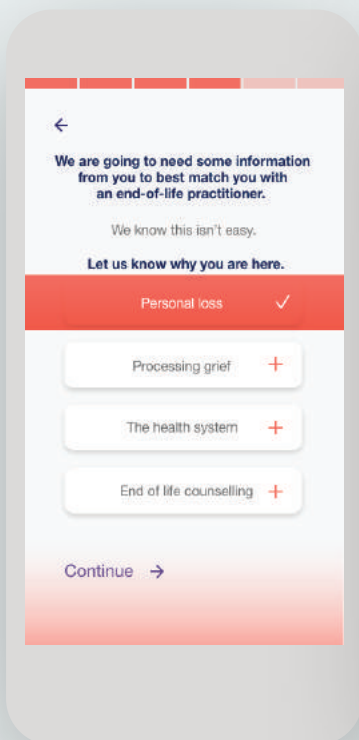 We are going to need some information
from you to best match you with
an end-of-life practitioner.
We know this isn't easy.
Let us know why you are here.
Personal loss
Processing grief
The health system
End of life counselling
Continue